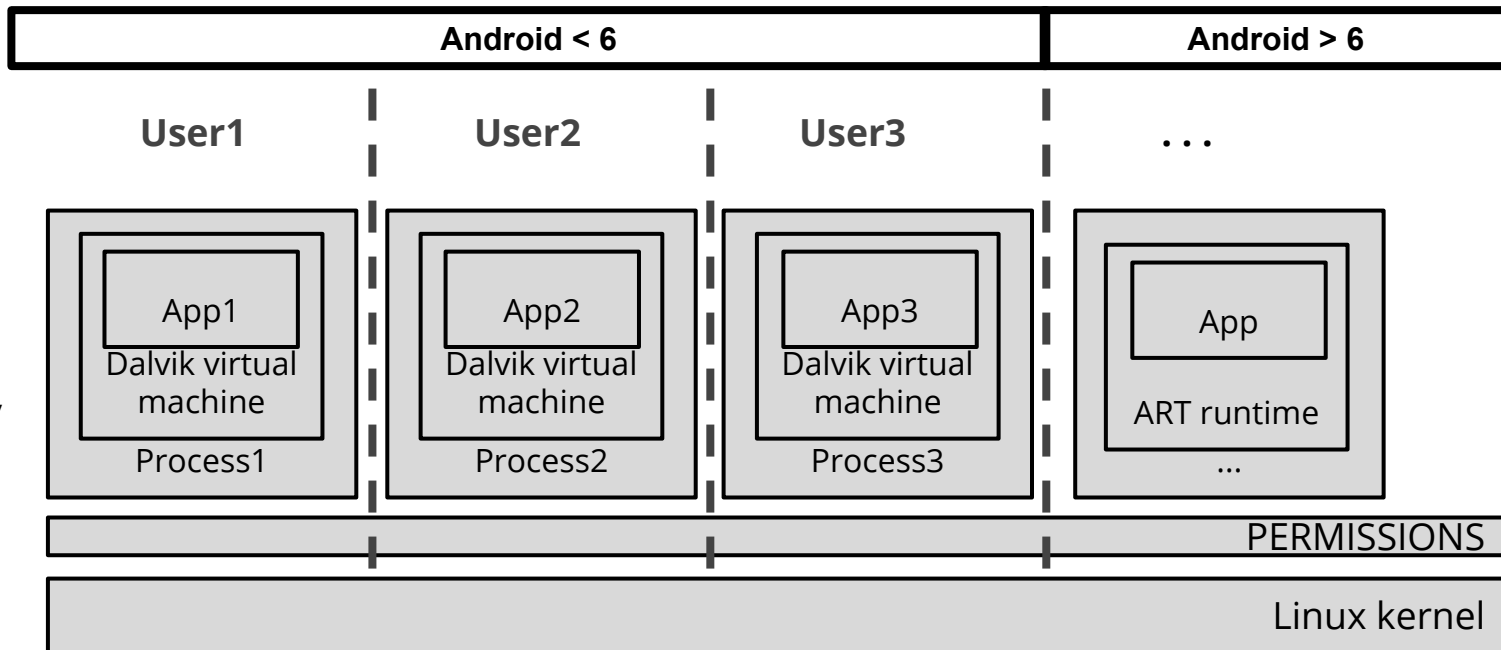 Android < 6
Android > 6
User1
User2
User3
...
App1
Dalvik virtual
machine
Process1
App2
Dalvik virtual
machine
Process2
App3
Dalvik virtual
machine
Process3
App
ART runtime
...
PERMISSIONS
Linux kernel